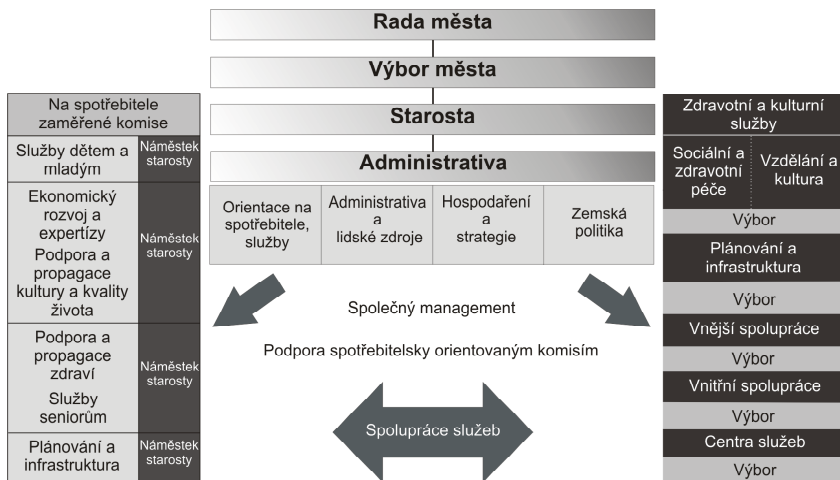 Rada města
Výbor města
Starosta
Administrativa
Orientace na
spotřebitele,
služby
Administrativa
a
lidské zdroje
Hospodaření
a
strategie
Zemská
politika
Na spotřebitele
zaměřené komise
Služby dětem a
mladým
Náměstek
starosty
Ekonomický
rozvoj a
expertízy
Podpora a
propagace
kultury a kvality
života
Náměstek
starosty
Podpora a
propagace
zdraví
Služby
seniorům
Náměstek
starosty
Plánování a
infrastruktura
Náměstek
starosty
Společný management
Podpora spotřebitelsky orientovaným komisím
Spolupráce služeb
Zdravotní a kulturní
služby
Sociální a
zdravotní
péče
Vzdělání a
kultura
Výbor
Plánování a
infrastruktura
Výbor
Vnější spolupráce
Výbor
Vnitřní spolupráce
Výbor
Centra služeb
Výbor